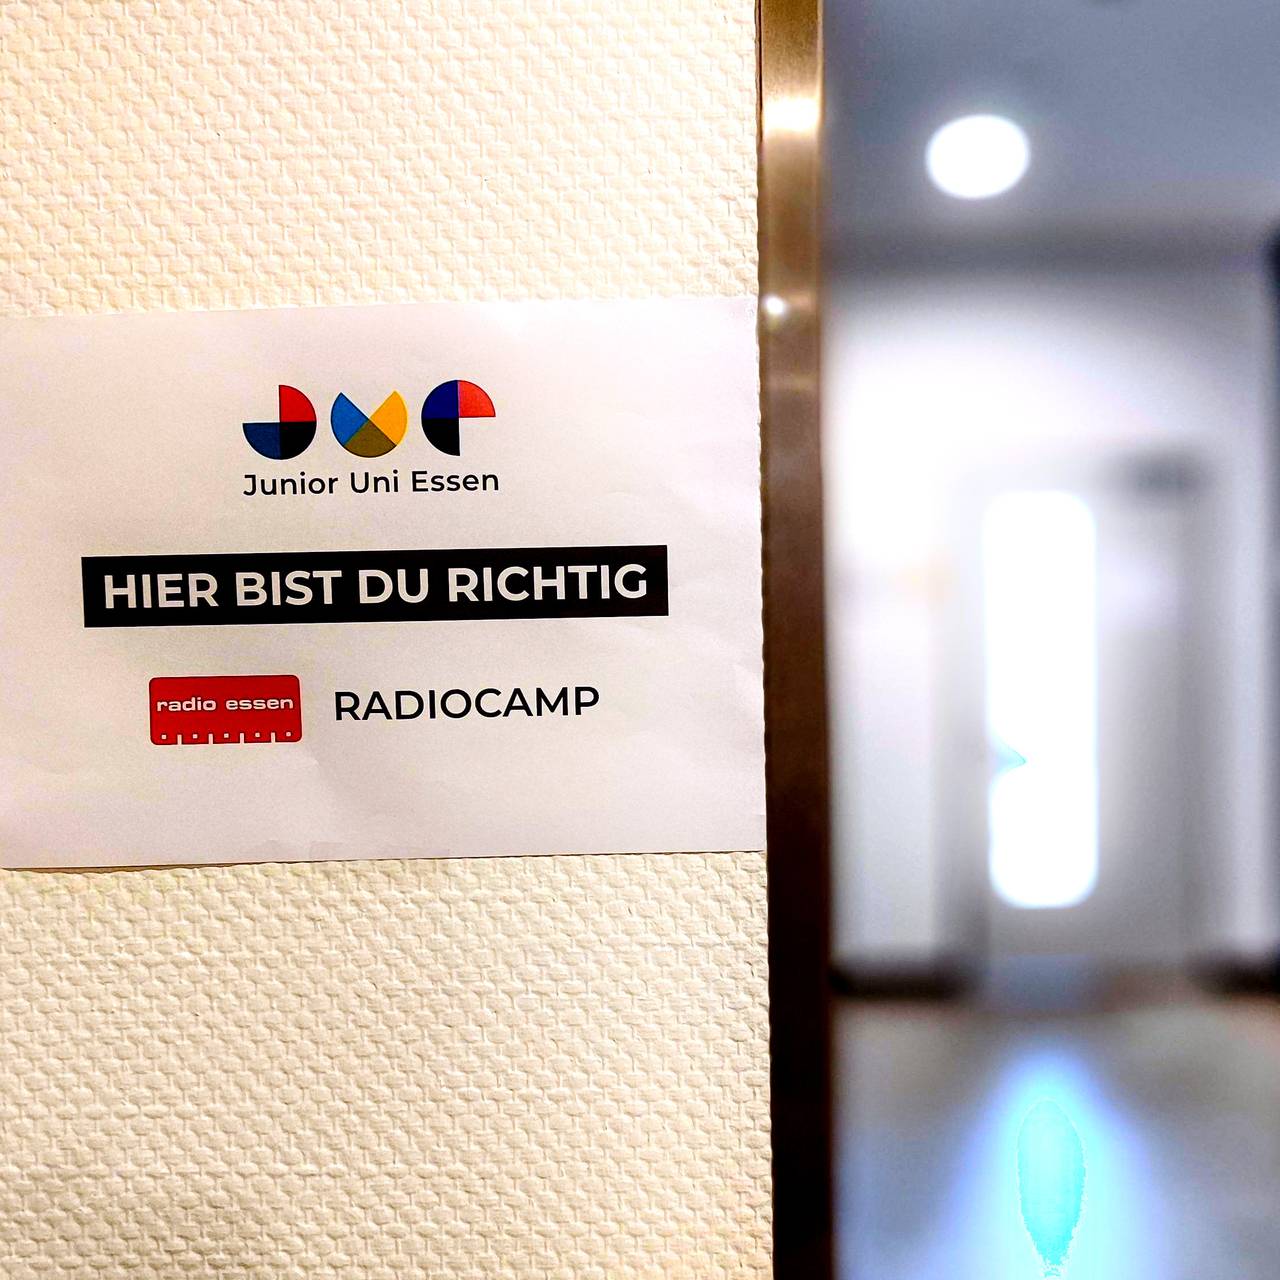 Junior Uni Essen
HIER BIST DU RICHTIG
radio essen RADIOCAMP